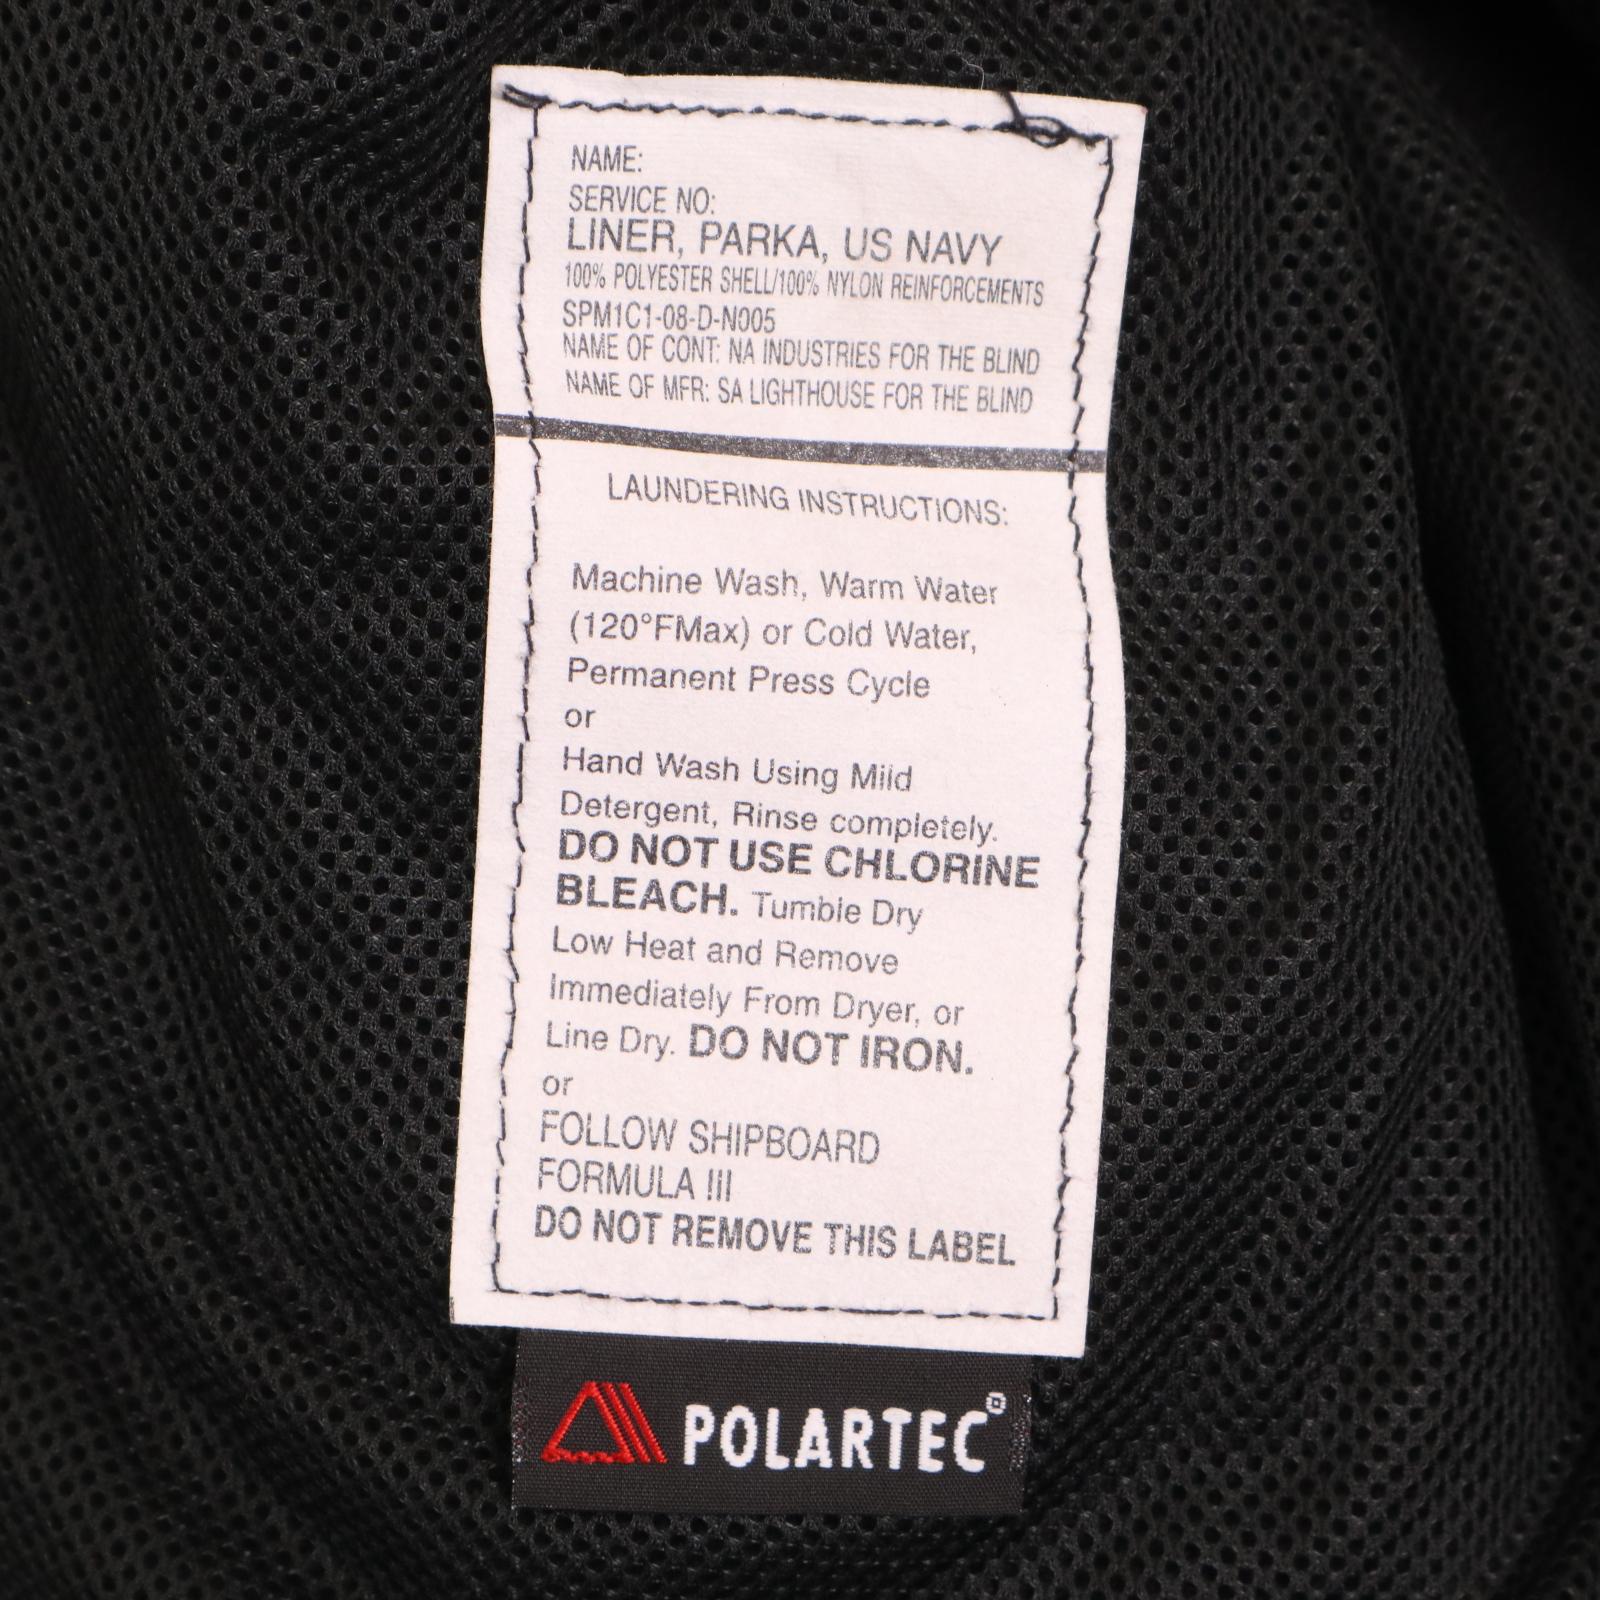 NAME:
SERVICE NO:
LINER, PARKA, US NAVY
100% POLYESTER SHELL/100% NYLON REINFORCEMENTS
SPM1C1-08-D-N005
NAME OF CONT: NA INDUSTRIES FOR THE BLIND
NAME OF MFR: SA LIGHTHOUSE FOR THE BLIND
LAUNDERING INSTRUCTIONS:
Machine Wash, Warm Water
(120°FMax) or Cold Water,
Permanent Press Cycle
or
Hand Wash Using Mild
Detergent, Rinse completely.
DO NOT USE CHLORINE
BLEACH. Tumble Dry
Low Heat and Remove
Immediately From Dryer, or
Line Dry. DO NOT IRON.
or
FOLLOW SHIPBOARD
FORMULA III
DO NOT REMOVE THIS LABEL
POLARTEC®